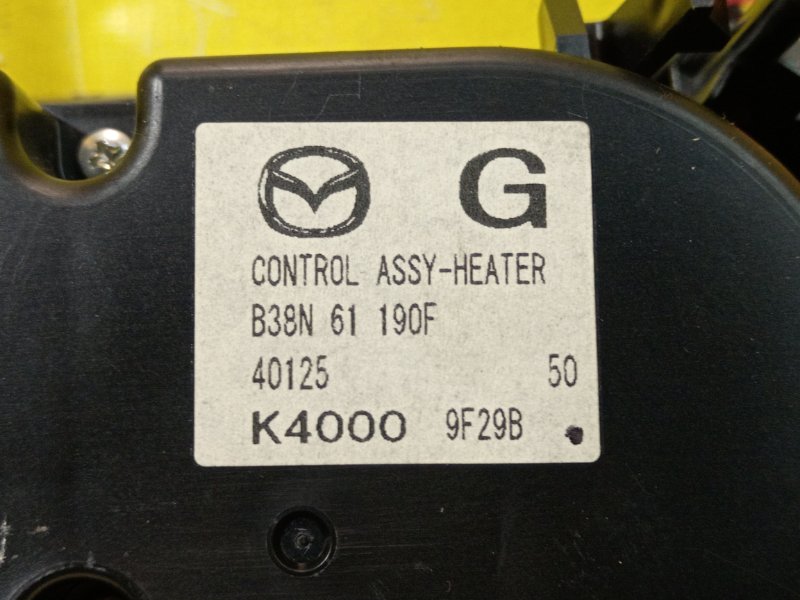 G
CONTROL ASSY-HEATER
B38N 61 190F
40125 50
K4000 9F29B